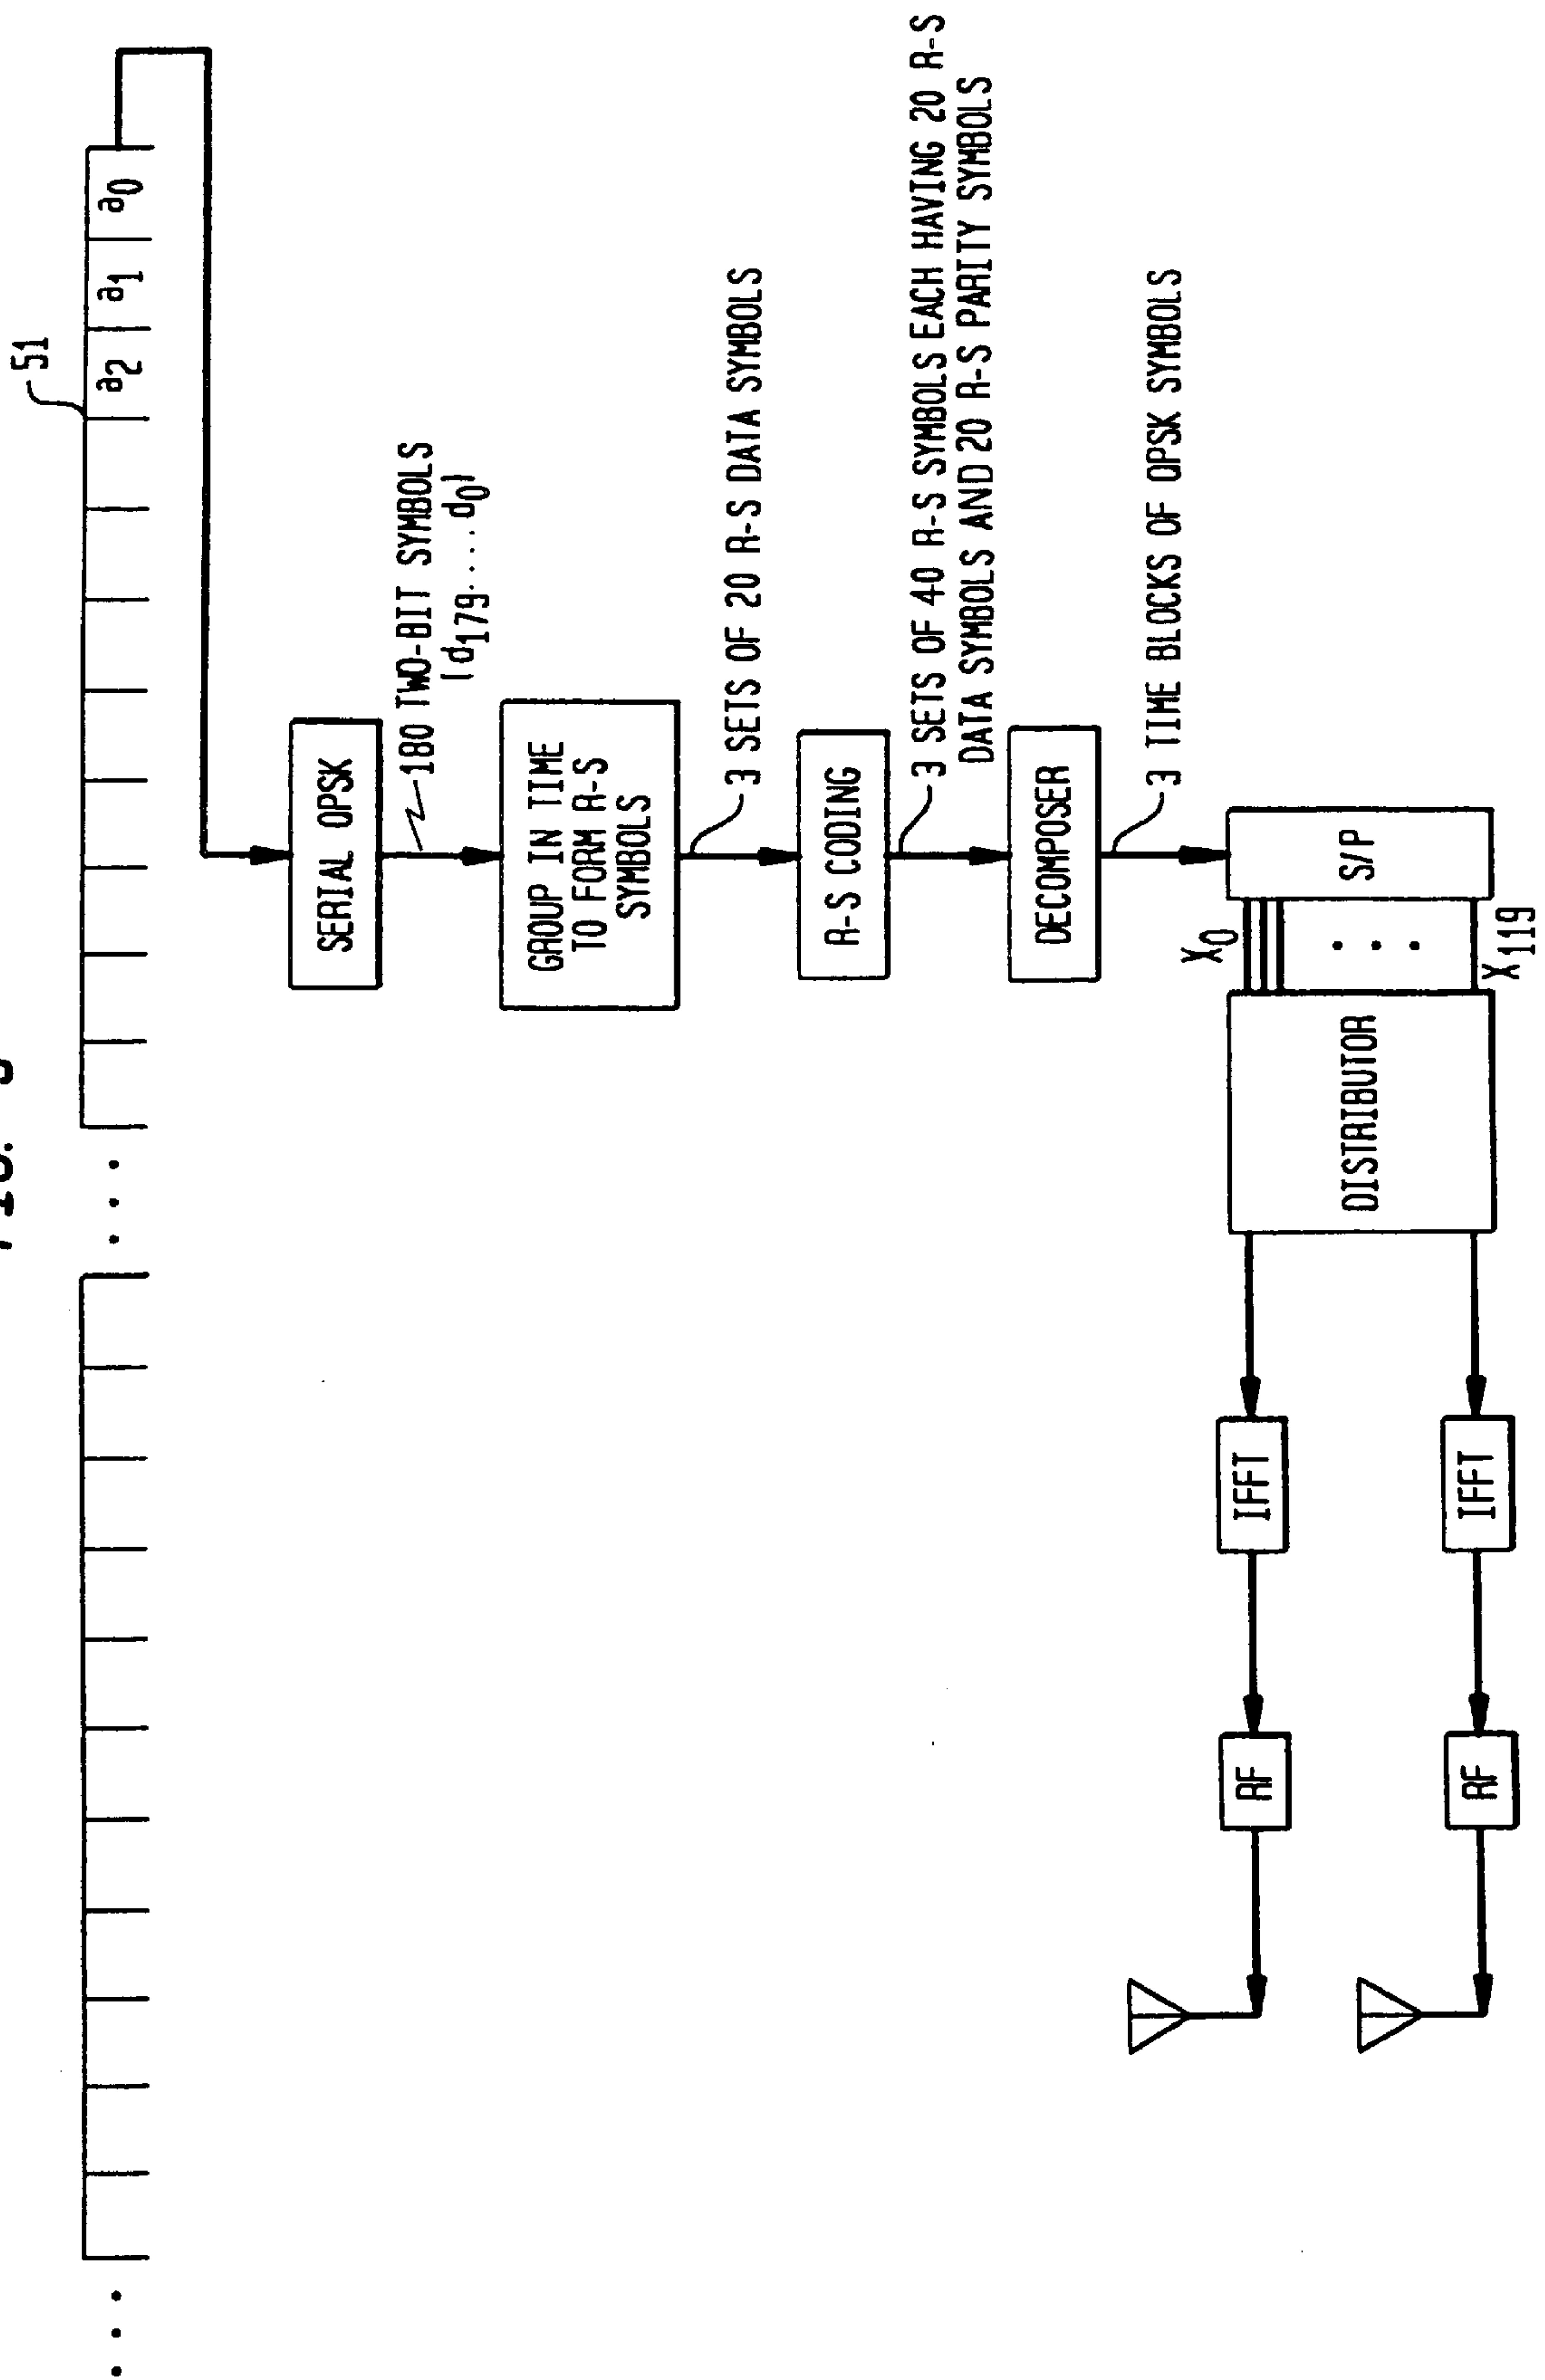 51
a2 a1 a0
SERIAL QPSK
180 TWO-BIT SYMBOLS
(d179....d0)
GROUP IN TIME
TO FORM R-S
SYMBOLS
3 SETS OF 20 R-S DATA SYMBOLS
R-S CODING
3 SETS OF 40 R-S SYMBOLS EACH HAVING 20 R-S
DATA SYMBOLS AND 20 R-S PARITY SYMBOLS
DECOMPOSER
3 TIME BLOCKS OF QPSK SYMBOLS
S/P
X0
X119
DISTRIBUTOR
IFFT
IFFT
RF
RF